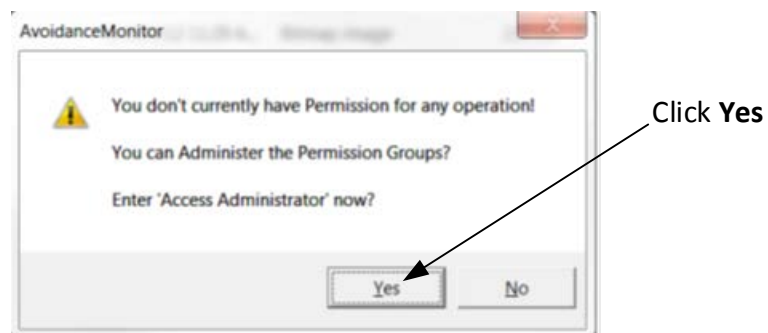 AvoidanceMonitor
You don't currently have Permission for any operation!
Click Yes
You can Administer the Permission Groups?
Enter 'Access Administrator' now?
Yes
No